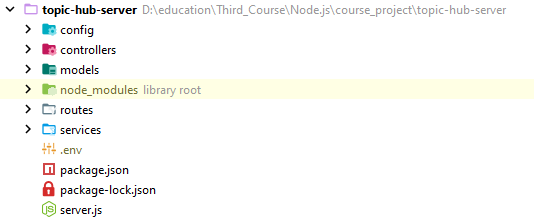 topic-hub-server D:\education\Third_Course\Node.js\course_project\topic-hub-server
config
controllers
models
node_modules library root
routes
services
.env
package.json
package-lock.json
server.js